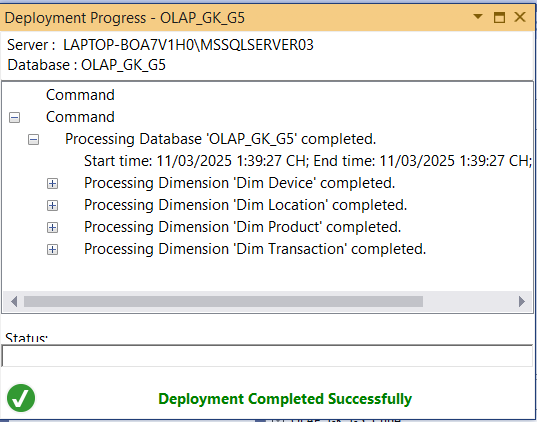 Deployment Progress - OLAP_GK_G5
Server : LAPTOP-BOA7V1H0\MSSQLSERVER03
Database : OLAP_GK_G5
Command
Command
Processing Database 'OLAP_GK_G5' completed.
Start time: 11/03/2025 1:39:27 CH; End time: 11/03/2025 1:39:27 CH;
Processing Dimension 'Dim Device' completed.
Processing Dimension 'Dim Location' completed.
Processing Dimension 'Dim Product' completed.
Processing Dimension 'Dim Transaction' completed.
Status:
Deployment Completed Successfully